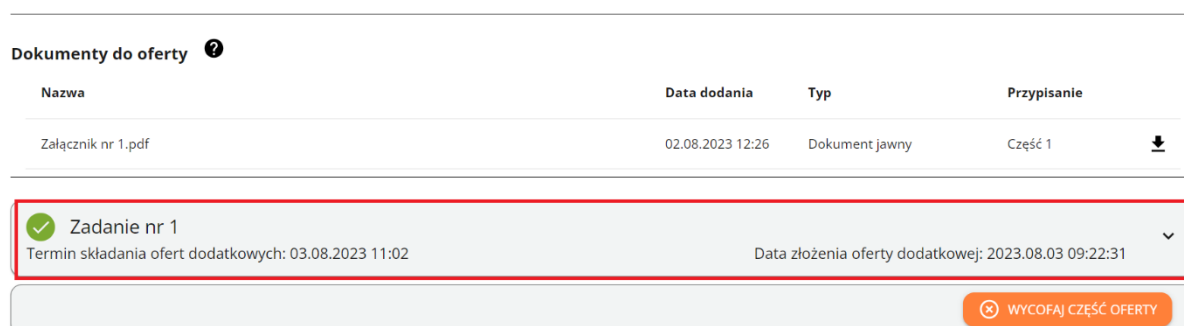 Dokumenty do oferty ?
Nazwa Data dodania Typ Przypisanie
Załącznik nr 1.pdf 02.08.2023 12:26 Dokument jawny Część 1
Zadanie nr 1
Termin składania ofert dodatkowych: 03.08.2023 11:02 Data złożenia oferty dodatkowej: 2023.08.03 09:22:31
WYCOFAJ CZĘŚĆ OFERTY